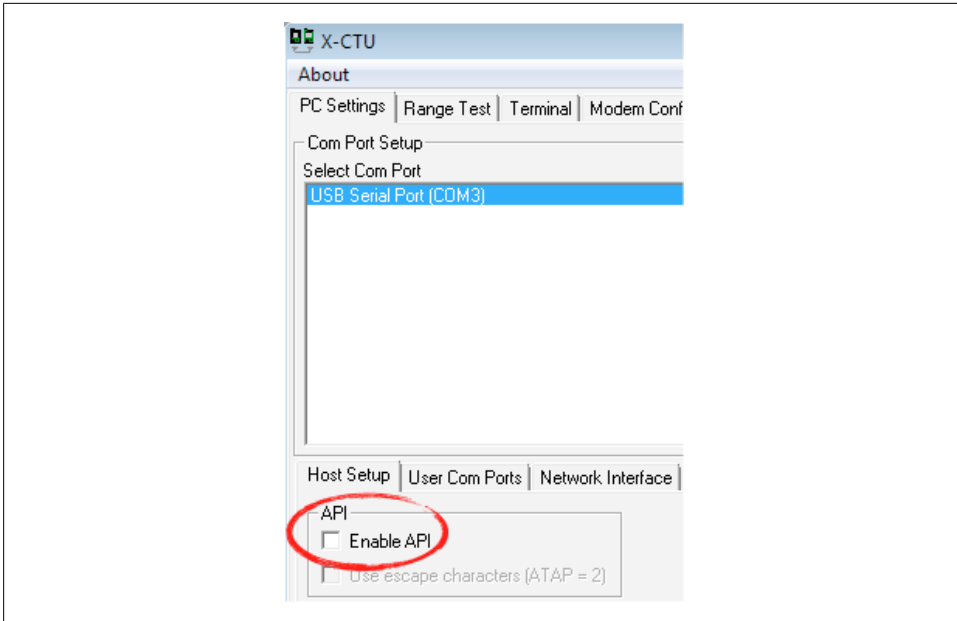 X-CTU
About
PC Settings Range Test Terminal Modem Conf
Com Port Setup
Select Com Port
USB Serial Port (COM3)
Host Setup User Com Ports Network Interface
API
Enable API
Use escape characters (ATAP = 2)